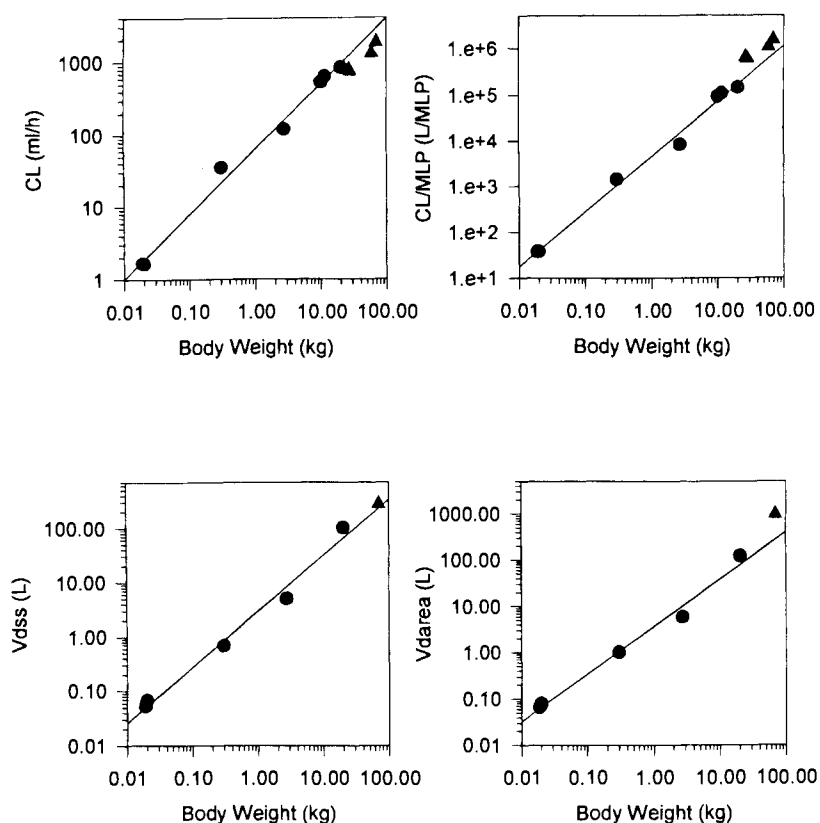 CL (ml/h)
1000
100
10
1
0.01 0.10 1.00 10.00 100.00
Body Weight (kg)
CL/MLP (L/MLP)
1.e+6
1.e+5
1.e+4
1.e+3
1.e+2
1.e+1
0.01 0.10 1.00 10.00 100.00
Body Weight (kg)
Vdss (L)
100.00
10.00
1.00
0.10
0.01
0.01 0.10 1.00 10.00 100.00
Body Weight (kg)
Vdarea (L)
1000.00
100.00
10.00
1.00
0.10
0.01
0.01 0.10 1.00 10.00 100.00
Body Weight (kg)